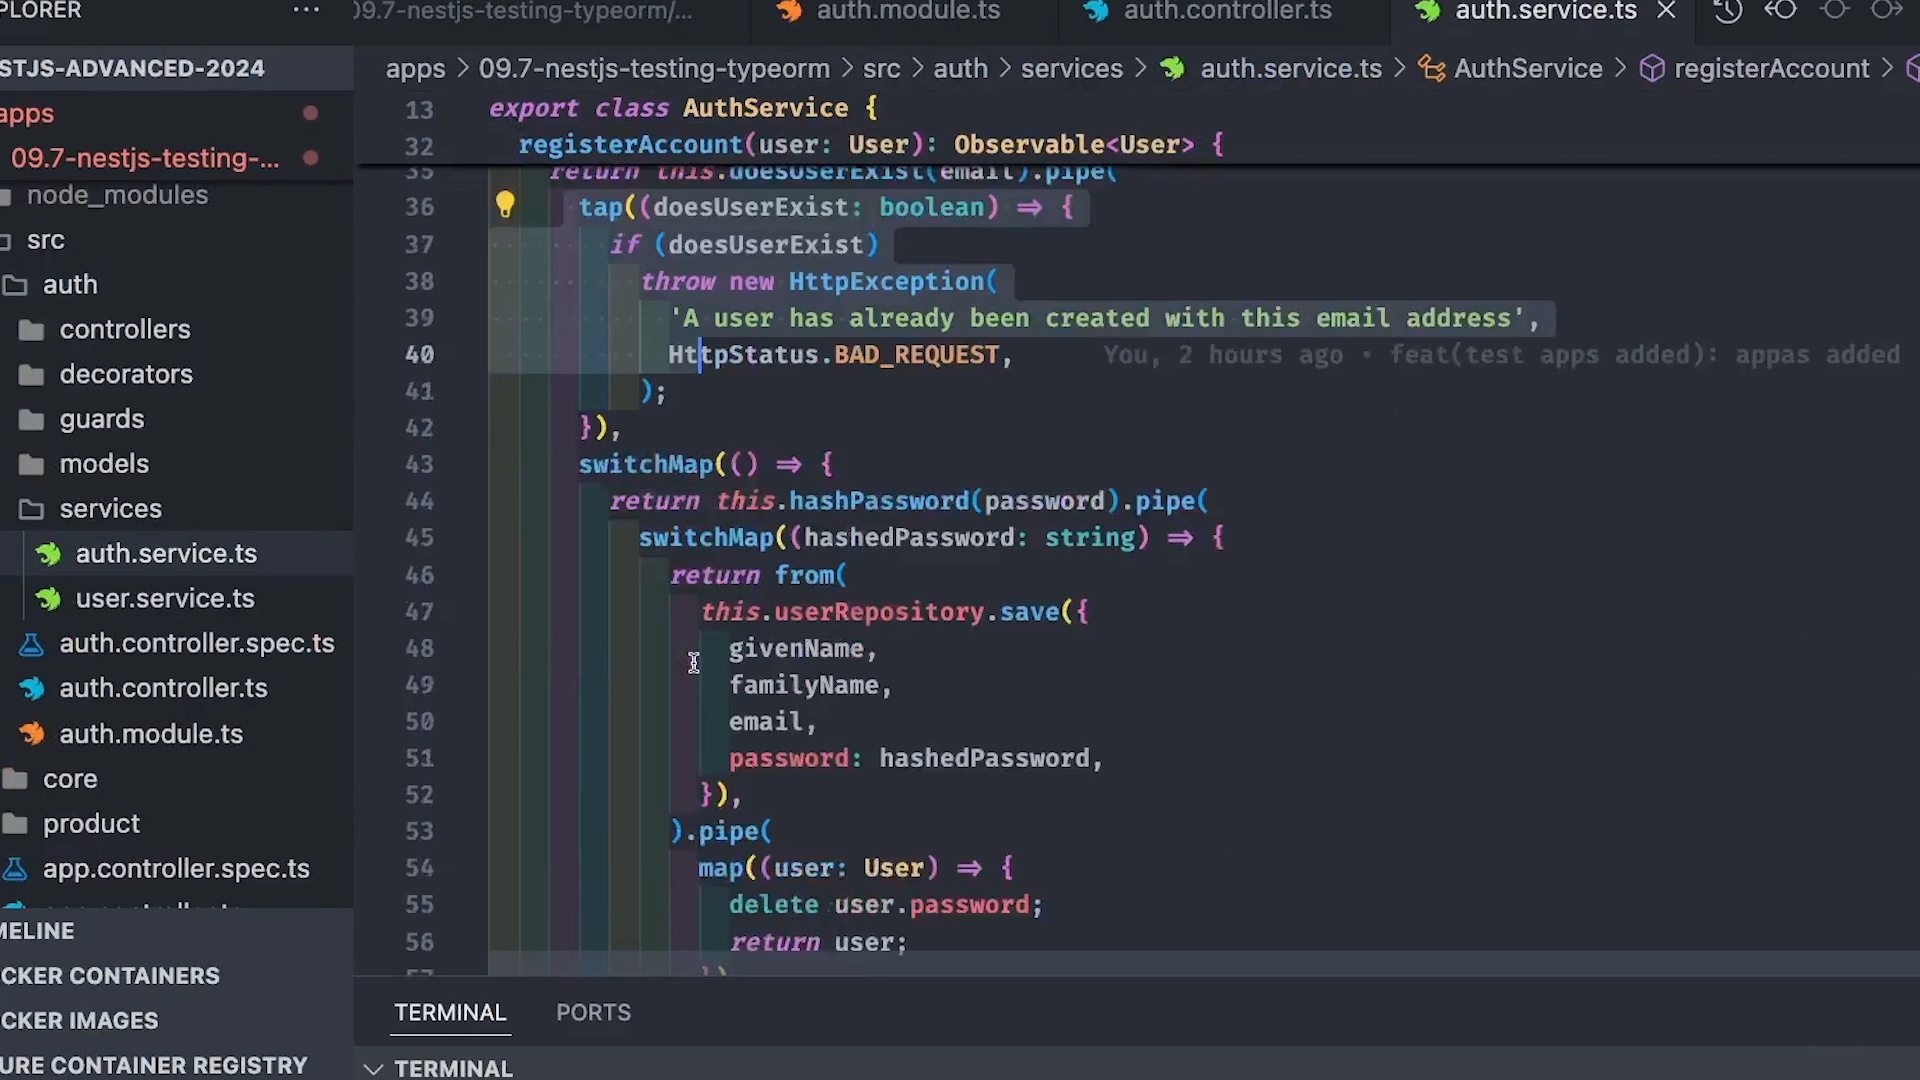 PLORER
...
09.7-nestjs-testing-typeorm/...
auth.module.ts
auth.controller.ts
auth.service.ts
STJS-ADVANCED-2024
apps
09.7-nestjs-testing-...
node_modules
src
auth
controllers
decorators
guards
models
services
auth.service.ts
user.service.ts
auth.controller.spec.ts
auth.controller.ts
auth.module.ts
core
product
app.controller.spec.ts
MELINE
CKER CONTAINERS
CKER IMAGES
URE CONTAINER REGISTRY
apps > 09.7-nestjs-testing-typeorm > src > auth > services > auth.service.ts > AuthService > registerAccount >
13 export class AuthService {
32 registerAccount(user: User): Observable<User> {
35 return this.doesUserExist(email).pipe(
36 tap((doesUserExist: boolean) => {
37 if (doesUserExist)
38 throw new HttpException(
39 'A user has already been created with this email address',
40 HttpStatus.BAD_REQUEST, You, 2 hours ago • feat(test apps added): appas added
41 );
42 }),
43 switchMap(() => {
44 return this.hashPassword(password).pipe(
45 switchMap((hashedPassword: string) => {
46 return from(
47 this.userRepository.save({
48 givenName,
49 familyName,
50 email,
51 password: hashedPassword,
52 }),
53 ).pipe(
54 map((user: User) => {
55 delete user.password;
56 return user;
57 })
TERMINAL PORTS
TERMINAL